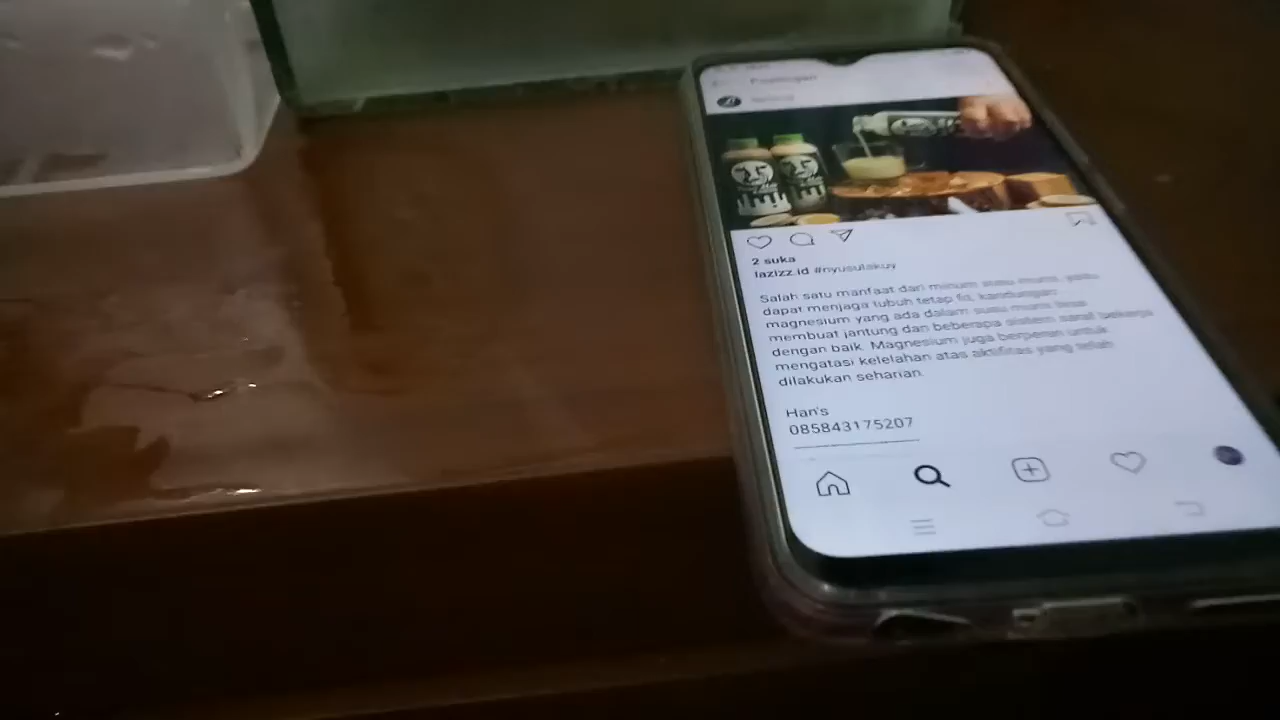 Postingan
2 suka
lazizz.id #nyusulakuy
Salah satu manfaat dari minum susu murni yaitu
dapat menjaga tubuh tetap fit, kandungan
magnesium yang ada dalam susu murni bisa
membuat jantung dan beberapa sistem saraf bekerja
dengan baik. Magnesium juga berperan untuk
mengatasi kelelahan atas aktifitas yang telah
dilakukan seharian.
Han's
085843175207